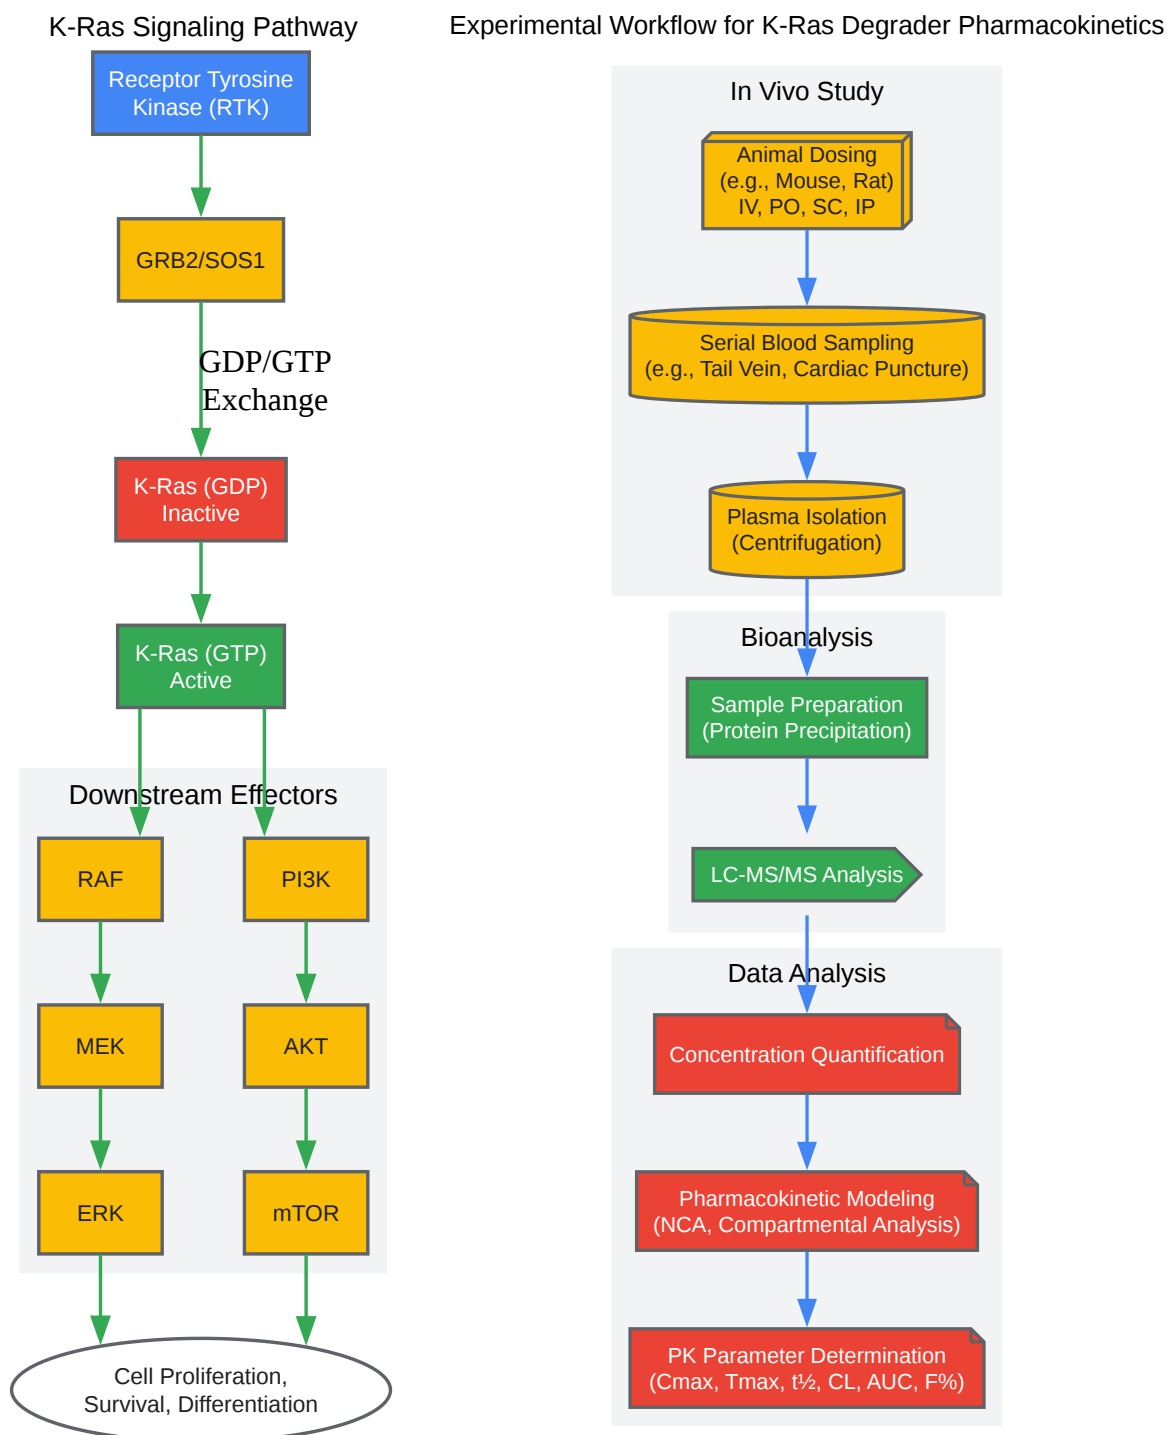 K-Ras Signaling Pathway
Receptor Tyrosine
Kinase (RTK)
GRB2/SOS1
GDP/GTP
Exchange
K-Ras (GDP)
Inactive
K-Ras (GTP)
Active
Downstream Effectors
RAF
PI3K
MEK
AKT
ERK
mTOR
Cell Proliferation,
Survival, Differentiation
Experimental Workflow for K-Ras Degrader Pharmacokinetics
In Vivo Study
Animal Dosing
(e.g., Mouse, Rat)
IV, PO, SC, IP
Serial Blood Sampling
(e.g., Tail Vein, Cardiac Puncture)
Plasma Isolation
(Centrifugation)
Bioanalysis
Sample Preparation
(Protein Precipitation)
LC-MS/MS Analysis
Data Analysis
Concentration Quantification
Pharmacokinetic Modeling
(NCA, Compartmental Analysis)
PK Parameter Determination
(Cmax, Tmax, t½, CL, AUC, F%)